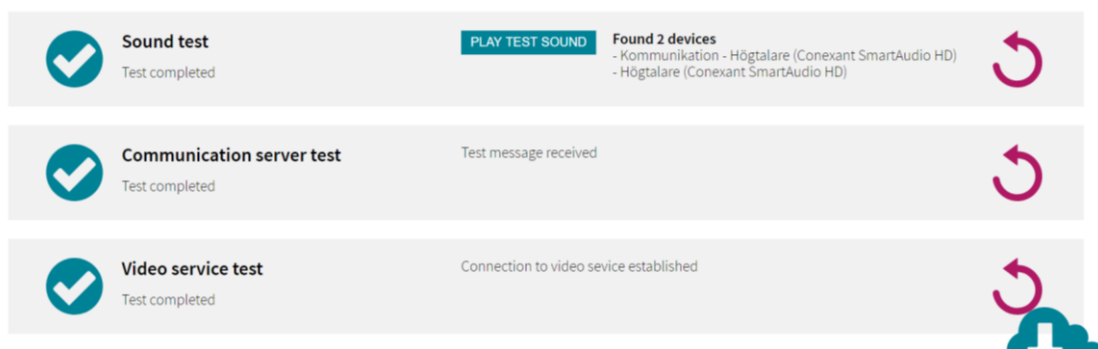 Sound test
Test completed
PLAY TEST SOUND
Found 2 devices
- Kommunikation - Högtalare (Conexant SmartAudio HD)
- Högtalare (Conexant SmartAudio HD)
Communication server test
Test completed
Test message received
Video service test
Test completed
Connection to video sevice established